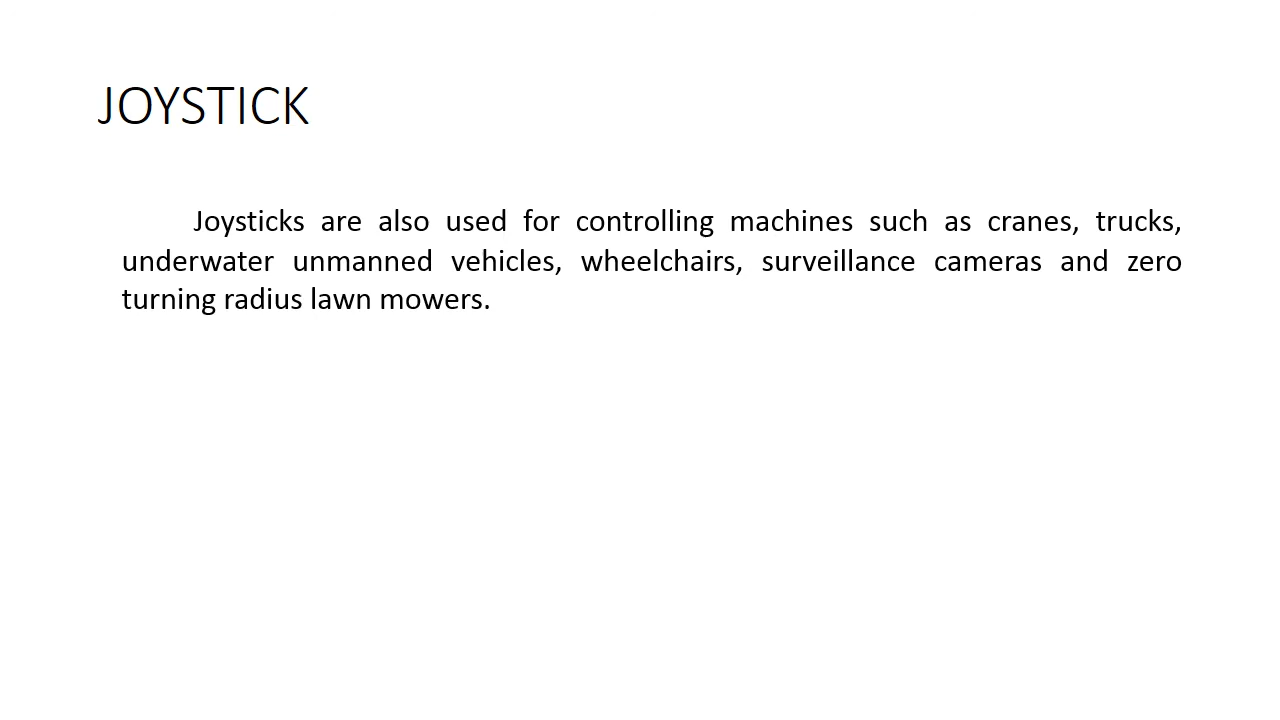 JOYSTICK
Joysticks are also used for controlling machines such as cranes, trucks,
underwater unmanned vehicles, wheelchairs, surveillance cameras and zero
turning radius lawn mowers.